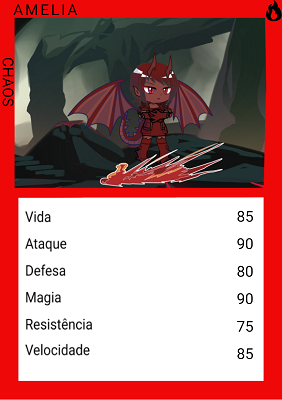 AMELIA
CHAOS
Vida 85
Ataque 90
Defesa 80
Magia 90
Resistência 75
Velocidade 85